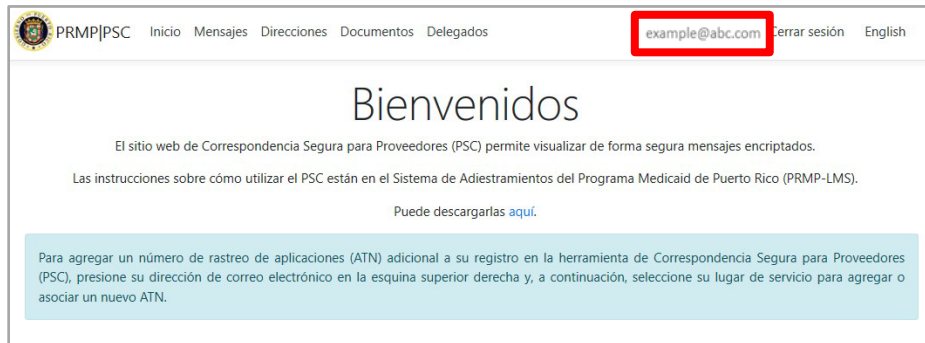 PRMP|PSC Inicio Mensajes Direcciones Documentos Delegados example@abc.com Cerrar sesión English
Bienvenidos
El sitio web de Correspondencia Segura para Proveedores (PSC) permite visualizar de forma segura mensajes encriptados.
Las instrucciones sobre cómo utilizar el PSC están en el Sistema de Adiestramientos del Programa Medicaid de Puerto Rico (PRMP-LMS).
Puede descargarlas aquí.
Para agregar un número de rastreo de aplicaciones (ATN) adicional a su registro en la herramienta de Correspondencia Segura para Proveedores
(PSC), presione su dirección de correo electrónico en la esquina superior derecha y, a continuación, seleccione su lugar de servicio para agregar o
asociar un nuevo ATN.